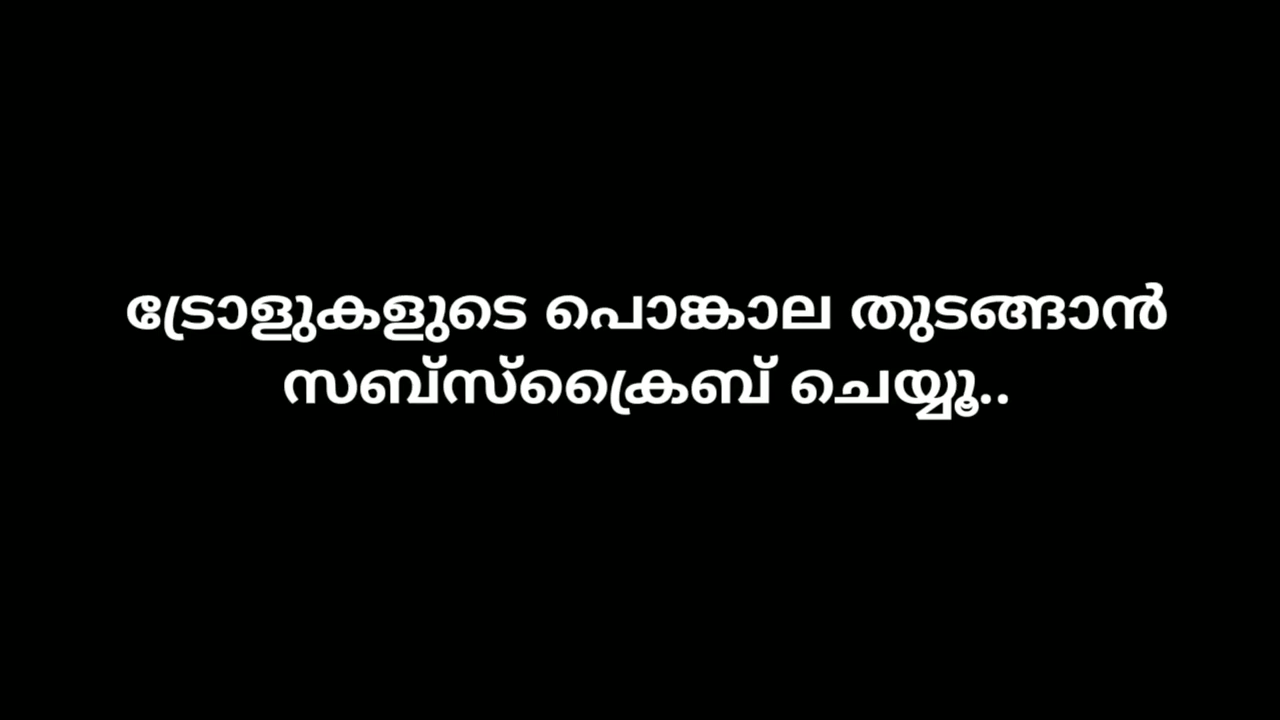 ട്രോളുകളുടെ പൊങ്കാല തുടങ്ങാൻ
സബ്സ്ക്രൈബ് ചെയ്യൂ..